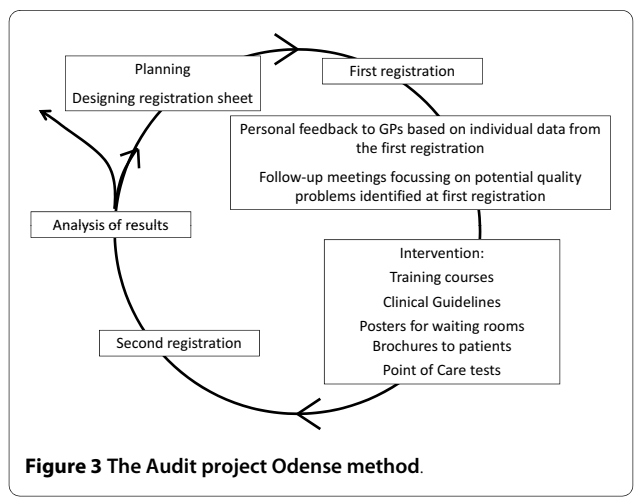 Planning
Designing registration sheet
First registration
Personal feedback to GPs based on individual data from
the first registration
Follow-up meetings focussing on potential quality
problems identified at first registration
Intervention:
Training courses
Clinical Guidelines
Posters for waiting rooms
Brochures to patients
Point of Care tests
Second registration
Analysis of results
Figure 3 The Audit project Odense method.